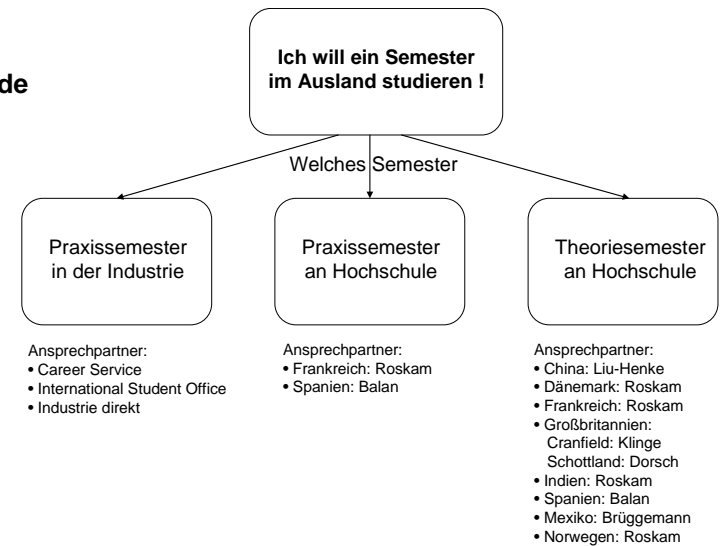 de
Ich will ein Semester
im Ausland studieren !
Welches Semester
Praxissemester
in der Industrie
Praxissemester
an Hochschule
Theoriesemester
an Hochschule
Ansprechpartner:
• Career Service
• International Student Office
• Industrie direkt
Ansprechpartner:
• Frankreich: Roskam
• Spanien: Balan
Ansprechpartner:
• China: Liu-Henke
• Dänemark: Roskam
• Frankreich: Roskam
• Großbritannien:
Cranfield: Klinge
Schottland: Dorsch
• Indien: Roskam
• Spanien: Balan
• Mexiko: Brüggemann
• Norwegen: Roskam